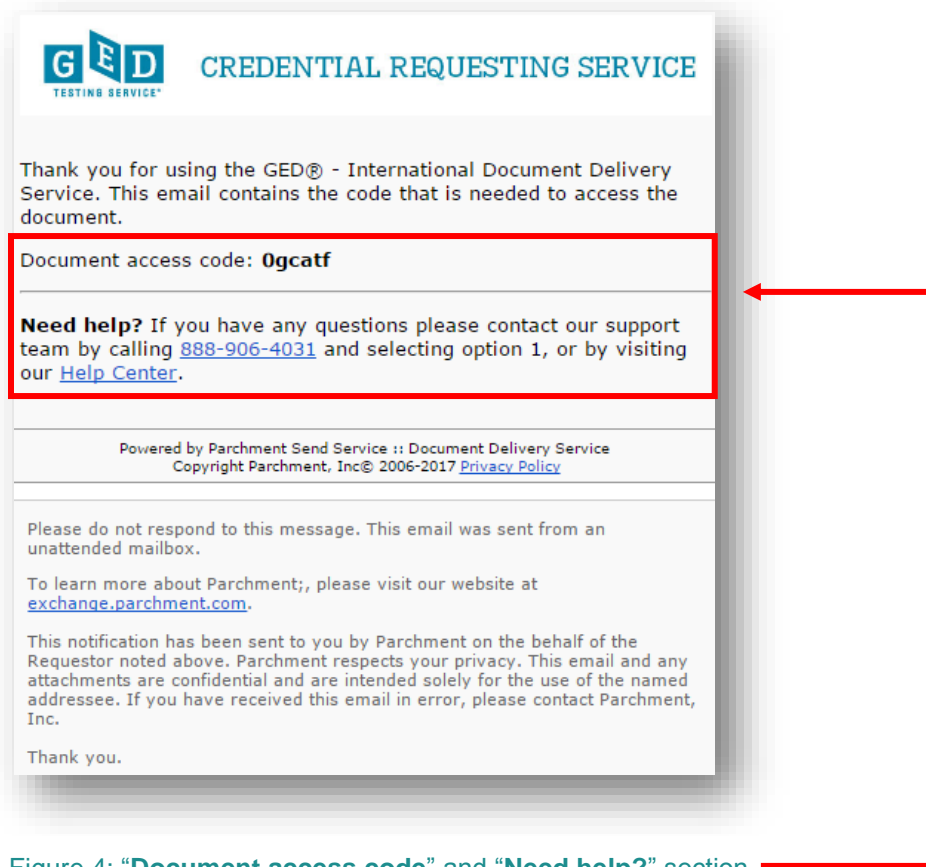 GED
TESTING SERVICE®
CREDENTIAL REQUESTING SERVICE
Thank you for using the GED® - International Document Delivery
Service. This email contains the code that is needed to access the
document.
Document access code: 0gcatf
Need help? If you have any questions please contact our support
team by calling 888-906-4031 and selecting option 1, or by visiting
our Help Center.
Powered by Parchment Send Service :: Document Delivery Service
Copyright Parchment, Inc© 2006-2017 Privacy Policy
Please do not respond to this message. This email was sent from an
unattended mailbox.
To learn more about Parchment;, please visit our website at
exchange.parchment.com.
This notification has been sent to you by Parchment on the behalf of the
Requestor noted above. Parchment respects your privacy. This email and any
attachments are confidential and are intended solely for the use of the named
addressee. If you have received this email in error, please contact Parchment,
Inc.
Thank you.
Figure 4: “Document access code” and “Need help?” section